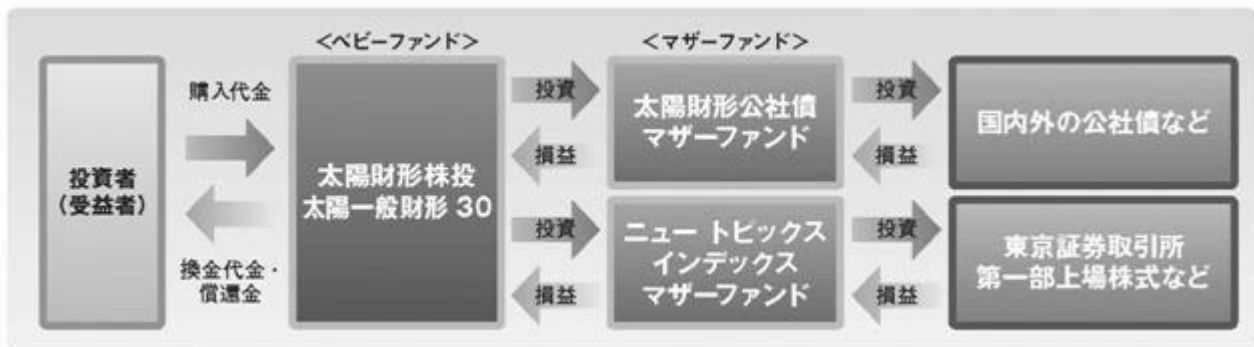 <ベビーファンド>
<マザーファンド>
投資者
(受益者)
購入代金
換金代金・
償還金
太陽財形株投
太陽一般財形 30
投資
損益
投資
損益
太陽財形公社債
マザーファンド
ニュー トピックス
インデックス
マザーファンド
投資
損益
投資
損益
国内外の公社債など
東京証券取引所
第一部上場株式など